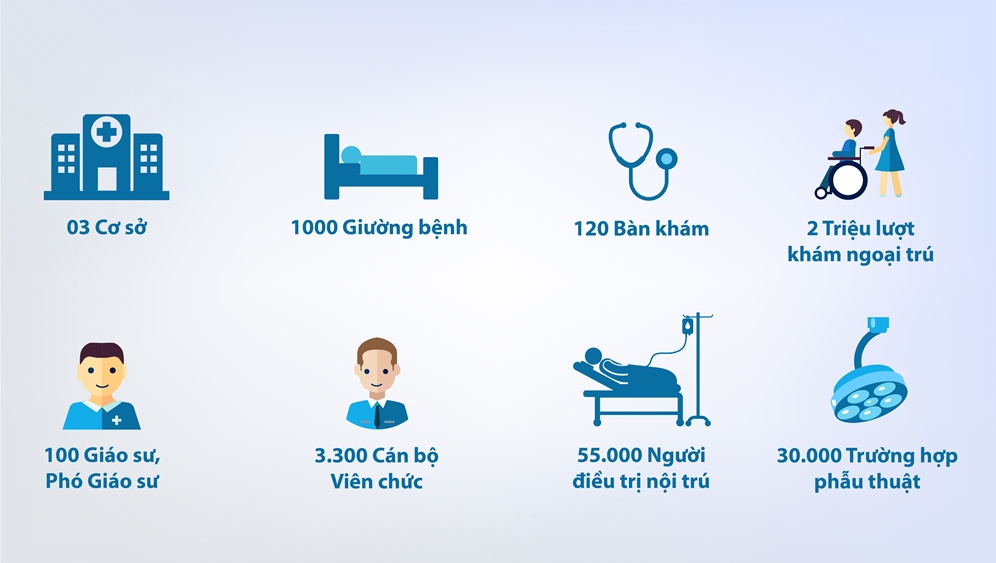 03 Cơ sở
1000 Giường bệnh
120 Bàn khám
2 Triệu lượt
khám ngoại trú
100 Giáo sư,
Phó Giáo sư
3.300 Cán bộ
Viên chức
55.000 Người
điều trị nội trú
30.000 Trường hợp
phẫu thuật